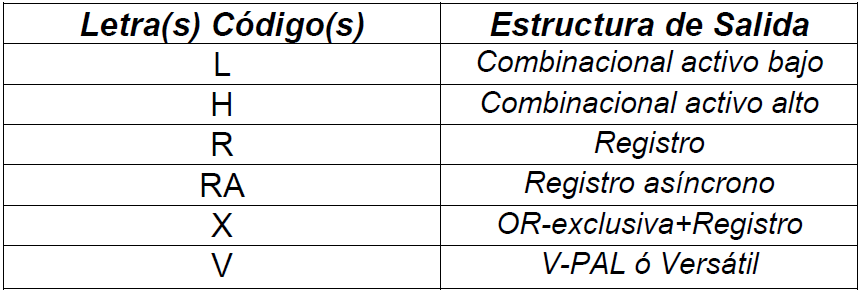 Letra(s) Código(s) Estructura de Salida
L Combinacional activo bajo
H Combinacional activo alto
R Registro
RA Registro asíncrono
X OR-exclusiva+Registro
V V-PAL ó Versátil